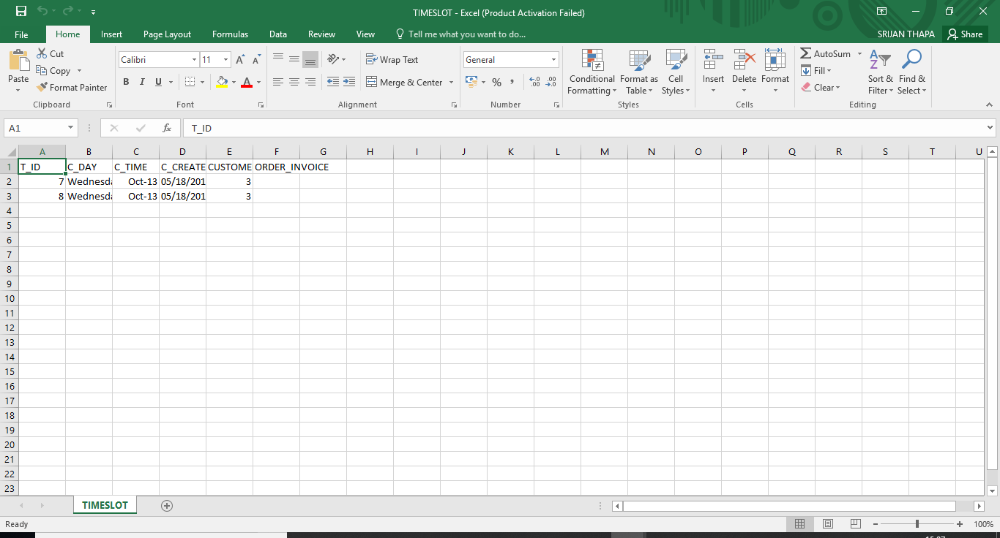 TIMESLOT - Excel (Product Activation Failed)
File Home Insert Page Layout Formulas Data Review View Tell me what you want to do... SRIJAN THAPA Share
Paste Cut Copy Format Painter
Clipboard
Calibri 11 A A
B I U A
Font
Wrap Text
Merge & Center
Alignment
General
% , .00 .00
Number
Conditional Formatting Format as Table Cell Styles
Styles
Insert Delete Format
Cells
AutoSum Fill Clear
Sort & Filter Find & Select
Editing
A1 fx T_ID
A B C D E F G H I J K L M N O P Q R S T U
1 T_ID C_DAY C_TIME C_CREATE CUSTOME ORDER_INVOICE
2 7 Wednesda Oct-13 05/18/201 3
3 8 Wednesda Oct-13 05/18/201 3
4
5
6
7
8
9
10
11
12
13
14
15
16
17
18
19
20
21
22
23
TIMESLOT
Ready 100%